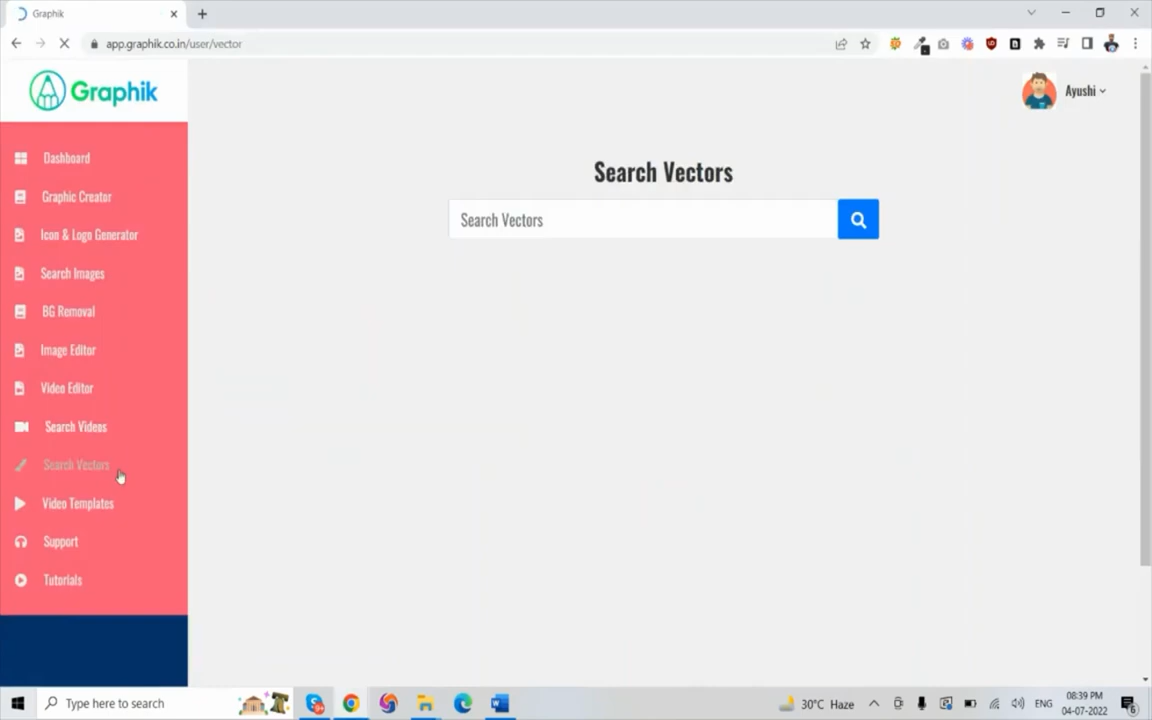 Graphik
app.graphik.co.in/user/vector
Graphik
Ayushi
Dashboard
Graphic Creator
Icon & Logo Generator
Search Images
BG Removal
Image Editor
Video Editor
Search Videos
Search Vectors
Video Templates
Support
Tutorials
Search Vectors
Search Vectors
Type here to search
30°C Haze
ENG
08:39 PM
04-07-2022
6